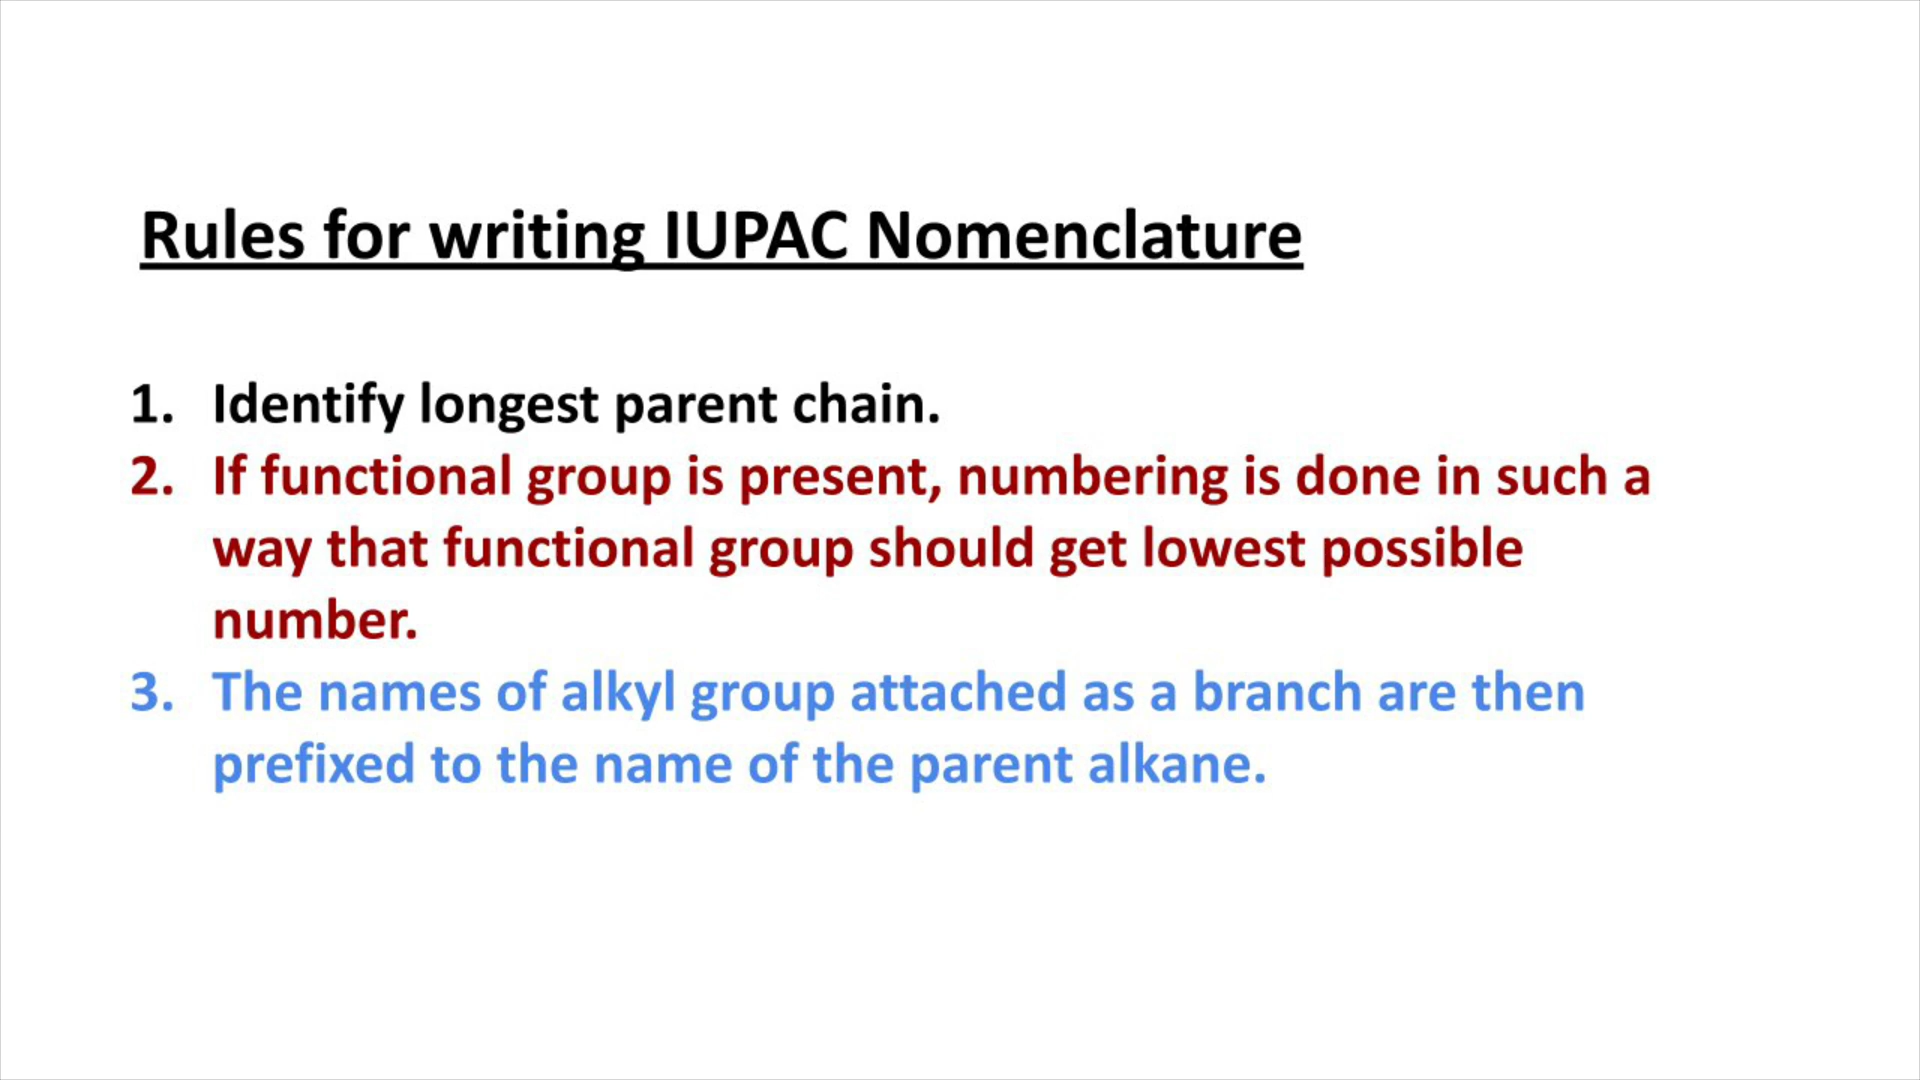 Rules for writing IUPAC Nomenclature
1. Identify longest parent chain.
2. If functional group is present, numbering is done in such a
way that functional group should get lowest possible
number.
3. The names of alkyl group attached as a branch are then
prefixed to the name of the parent alkane.